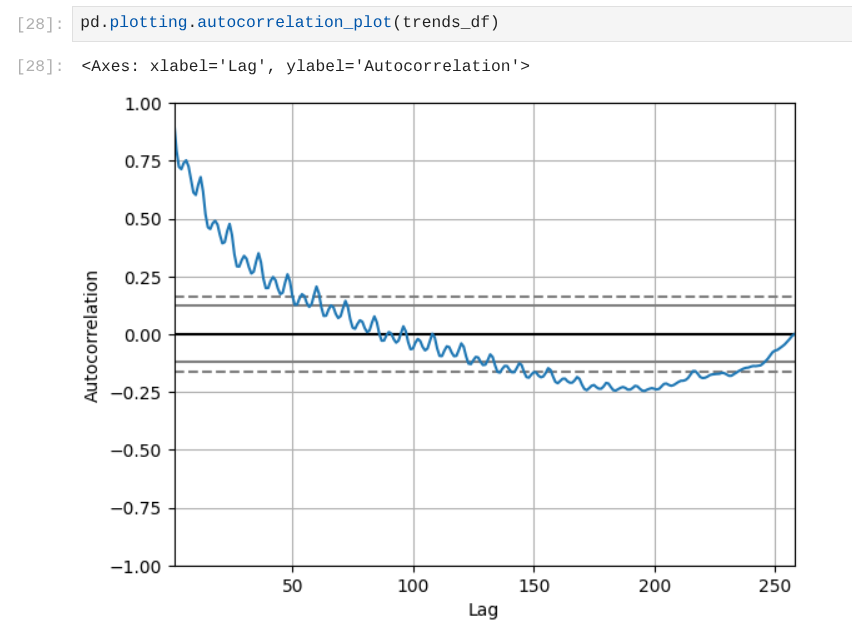 [28]: pd.plotting.autocorrelation_plot(trends_df)
[28]: <Axes: xlabel='Lag', ylabel='Autocorrelation'>
1.00
0.75
0.50
0.25
0.00
−0.25
−0.50
−0.75
−1.00
Autocorrelation
50 100 150 200 250
Lag